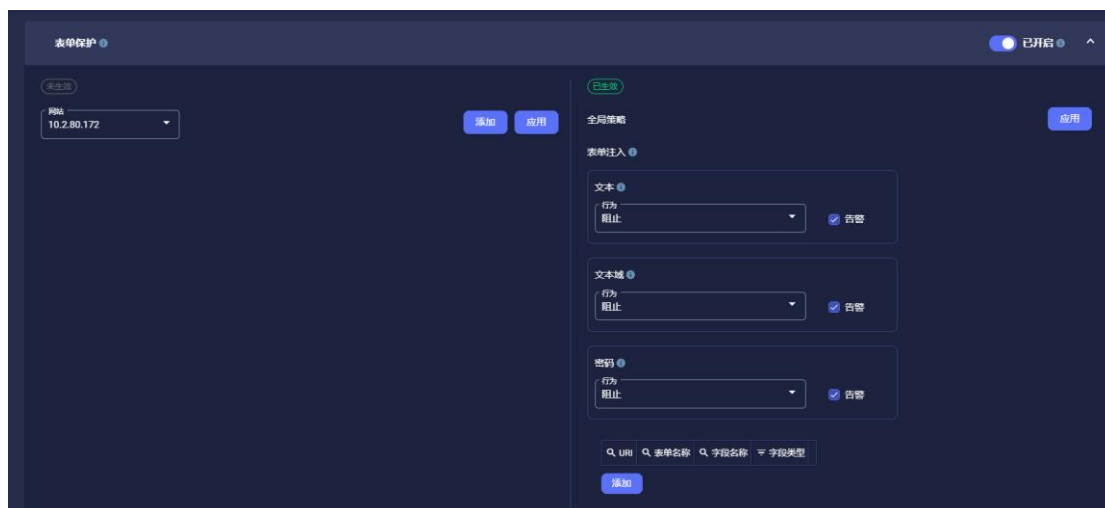 表单保护
已开启
未生效
网站
10.2.80.172
添加 应用
已生效
全局策略
应用
表单注入
文本
行为
阻止
告警
文本域
行为
阻止
告警
密码
行为
阻止
告警
URI 表单名称 字段名称 字段类型
添加